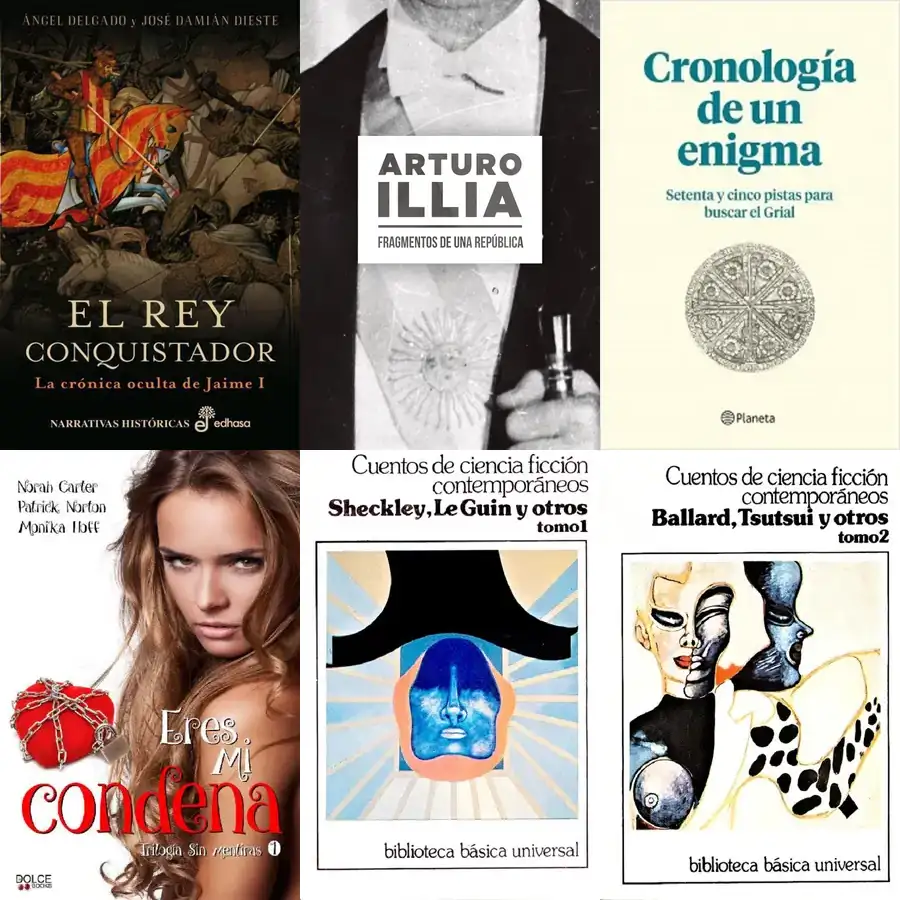 ÁNGEL DELGADO y JOSÉ DAMIÁN DIESTE
EL REY
CONQUISTADOR
La crónica oculta de Jaime I
NARRATIVAS HISTÓRICAS edhasa
ARTURO
ILLIA
FRAGMENTOS DE UNA REPÚBLICA
Cronología
de un
enigma
Setenta y cinco pistas para
buscar el Grial
Planeta
Norah Carter
Patrick Norton
Monika Hoff
Eres
Mi
condena
Trilogía Sin Mentiras 1
DOLCE
BOOKS
Cuentos de ciencia ficción
contemporáneos
Sheckley, Le Guin y otros
tomo1
biblioteca básica universal
Cuentos de ciencia ficción
contemporáneos
Ballard, Tsutsui y otros
tomo2
biblioteca básica universal